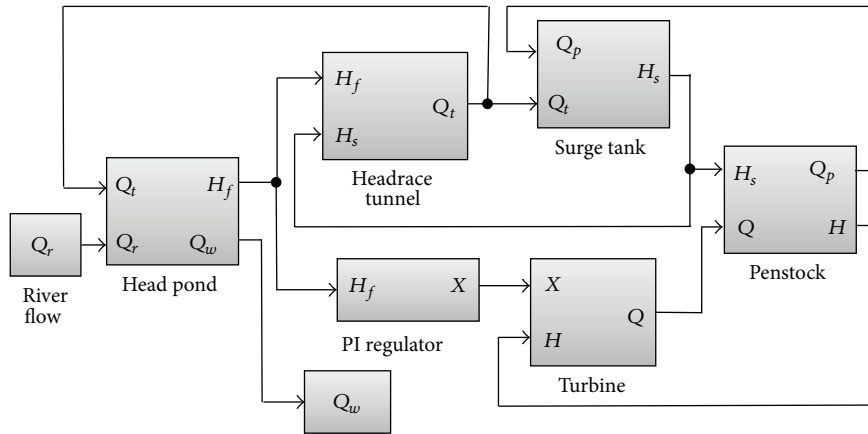 Q_p
H_s
Q_t
Surge tank
H_f
Q_t
H_s
Headrace
tunnel
Q_t
H_f
Q_r
Q_w
Head pond
Q_r
River
flow
H_s
Q_p
Q
H
Penstock
H_f
X
PI regulator
X
Q
H
Turbine
Q_w